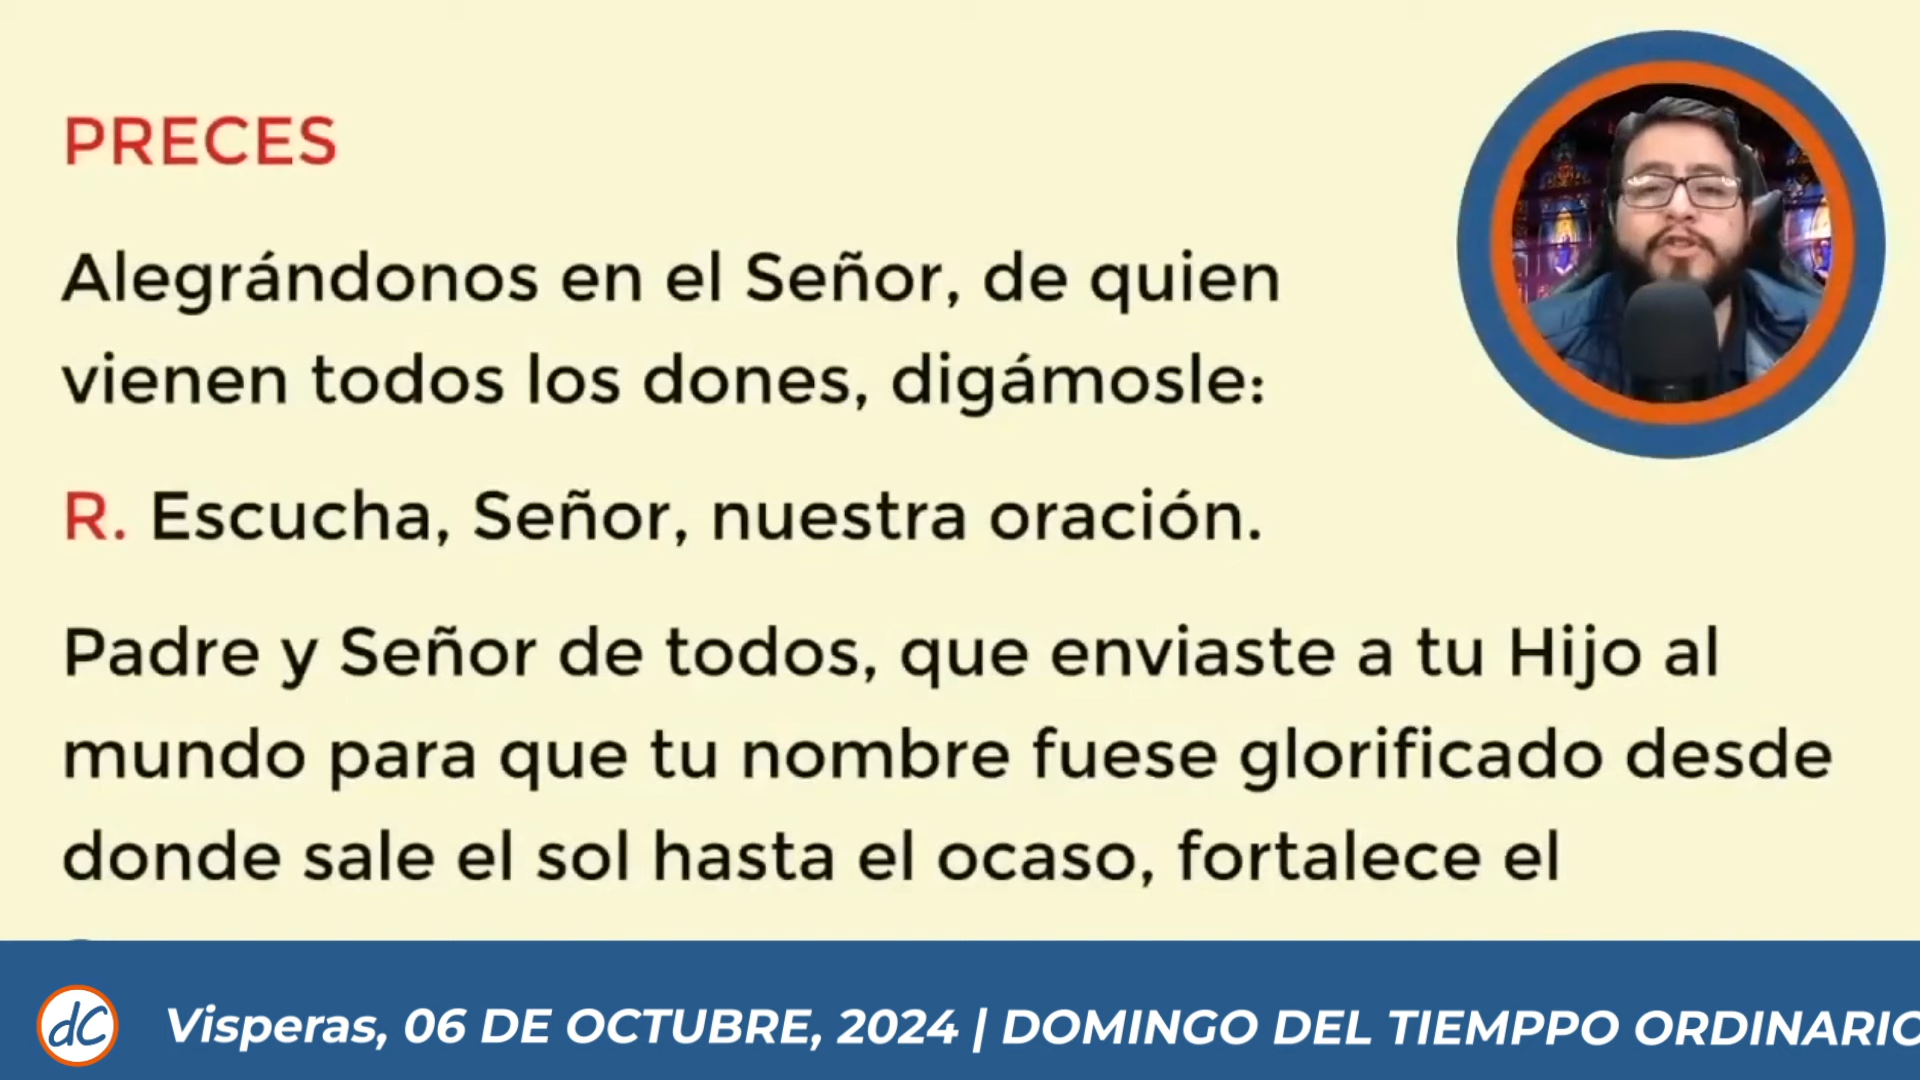 PRECES
Alegrándonos en el Señor, de quien
vienen todos los dones, digámosle:
R. Escucha, Señor, nuestra oración.
Padre y Señor de todos, que enviaste a tu Hijo al
mundo para que tu nombre fuese glorificado desde
donde sale el sol hasta el ocaso, fortalece el
dC Visperas, 06 DE OCTUBRE, 2024 | DOMINGO DEL TIEMPPO ORDINARIO